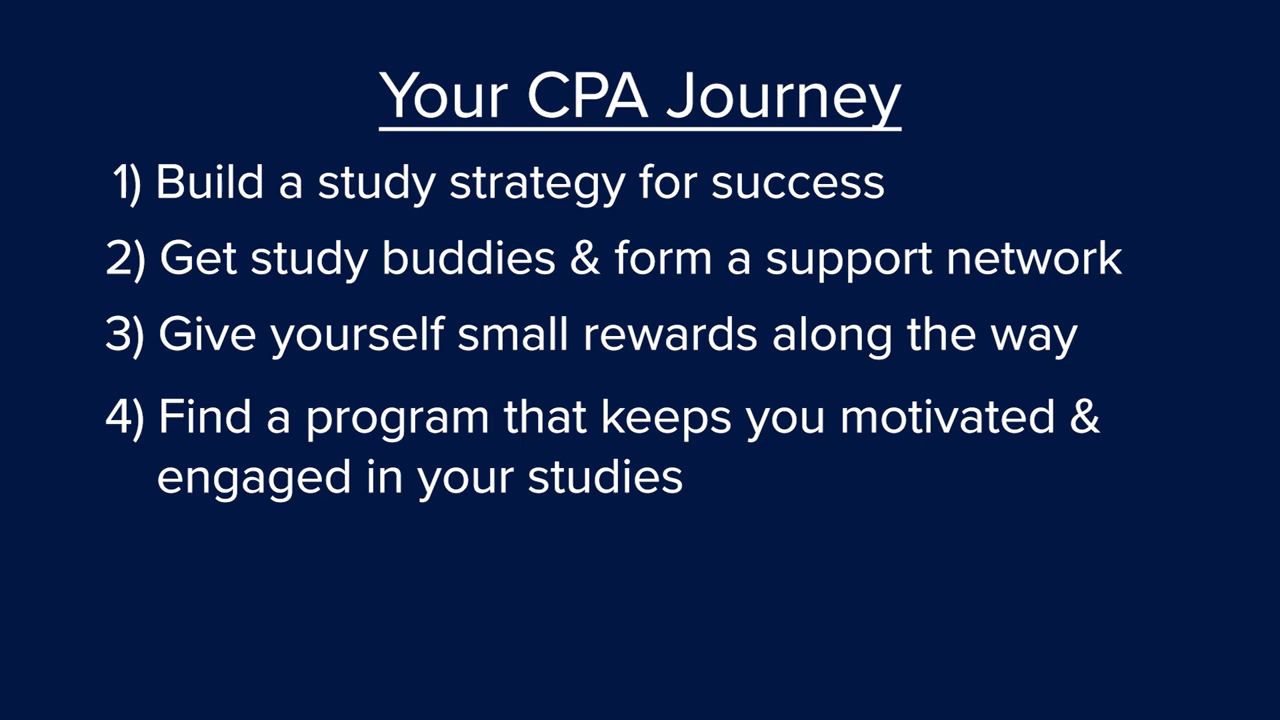 Your CPA Journey
1) Build a study strategy for success
2) Get study buddies & form a support network
3) Give yourself small rewards along the way
4) Find a program that keeps you motivated &
engaged in your studies